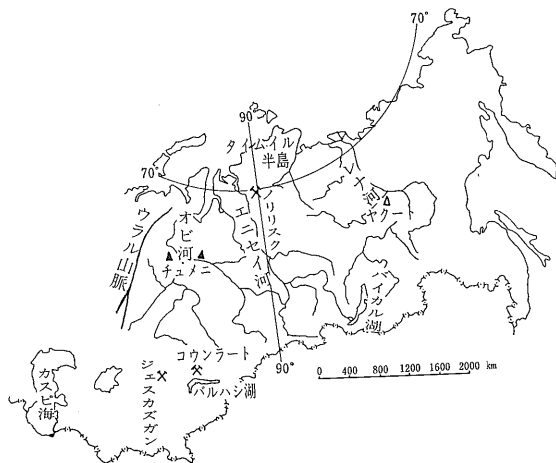 70°
90°
タイムイル
半島
70°
ノリリスク
レナ河
ヤクー
ウラル山脈
オビ河
エニセイ河
チュメニ
バイカル湖
コウンラート
バルハシ湖
ジェスカズガン
カスピ海
90°
0 400 800 1200 1600 2000 km